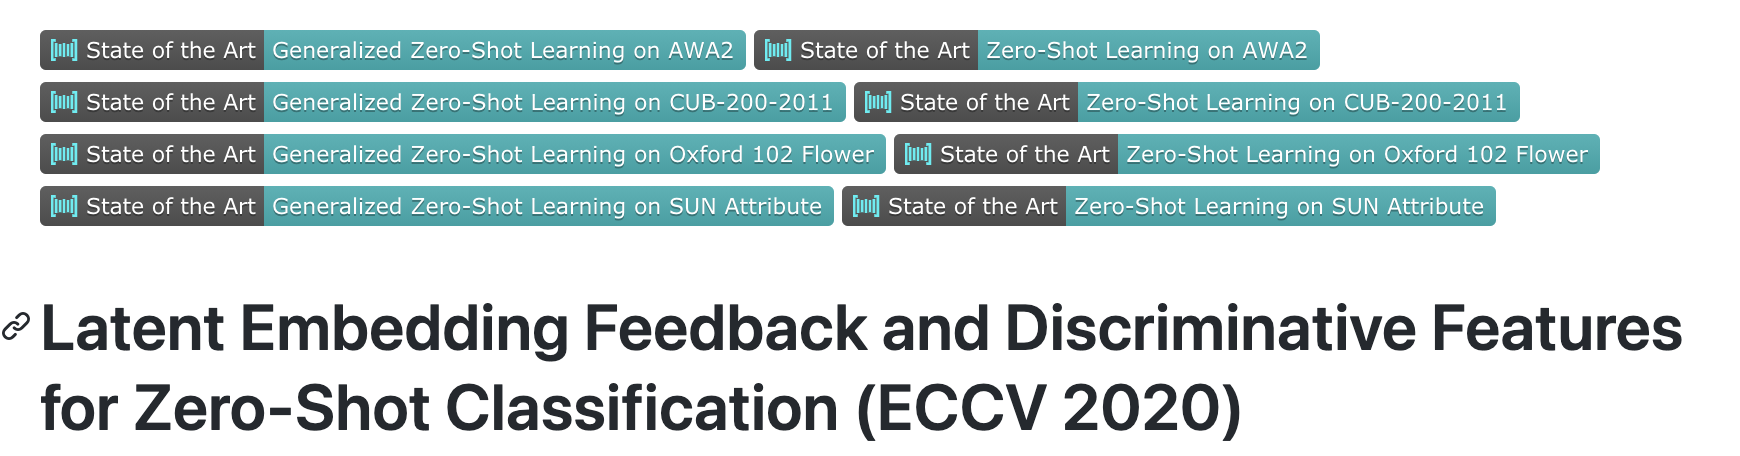 State of the Art Generalized Zero-Shot Learning on AWA2 State of the Art Zero-Shot Learning on AWA2
State of the Art Generalized Zero-Shot Learning on CUB-200-2011 State of the Art Zero-Shot Learning on CUB-200-2011
State of the Art Generalized Zero-Shot Learning on Oxford 102 Flower State of the Art Zero-Shot Learning on Oxford 102 Flower
State of the Art Generalized Zero-Shot Learning on SUN Attribute State of the Art Zero-Shot Learning on SUN Attribute
Latent Embedding Feedback and Discriminative Features
for Zero-Shot Classification (ECCV 2020)